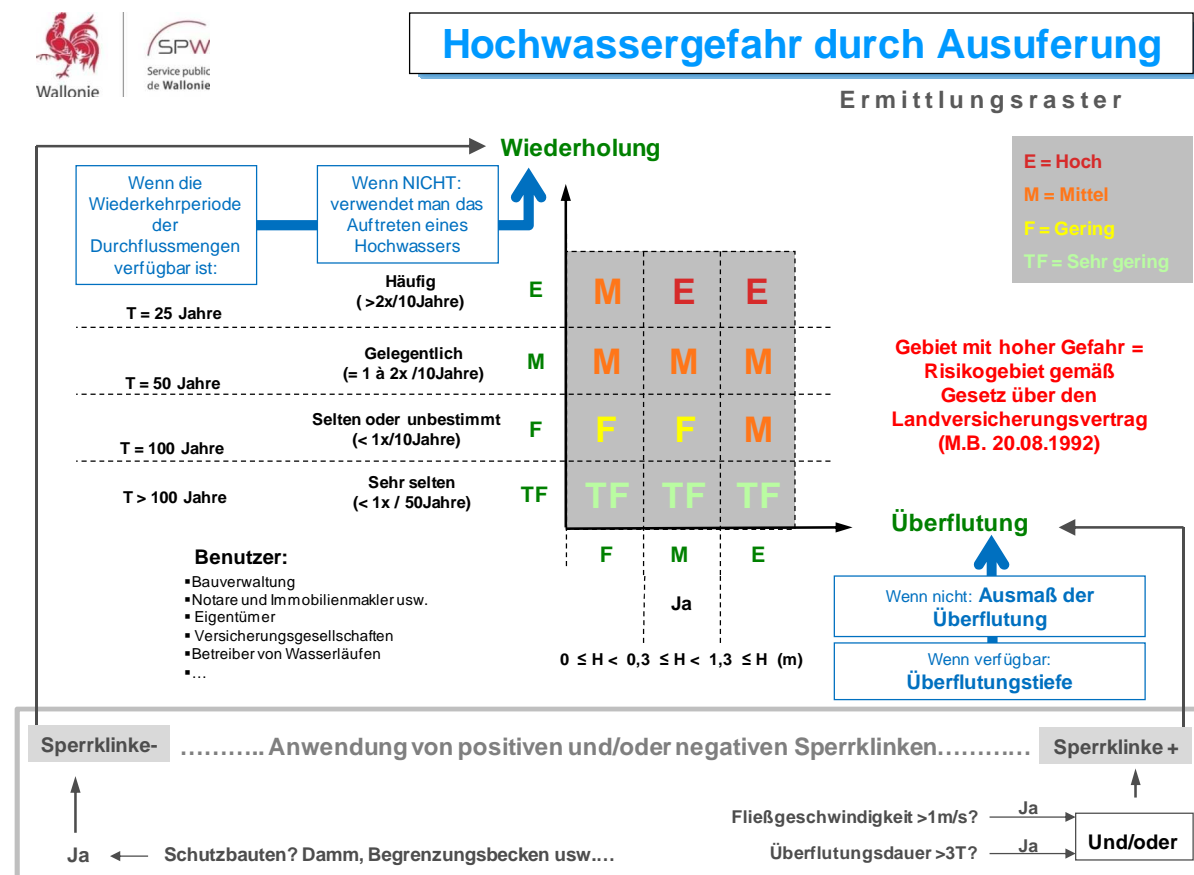 Wallonie
SPW
Service public
de Wallonie
Hochwassergefahr durch Ausuferung
Ermittlungsraster
Wiederholung
E = Hoch
M = Mittel
F = Gering
TF = Sehr gering
Wenn die
Wiederkehrperiode
der
Durchflussmengen
verfügbar ist:
Wenn NICHT:
verwendet man das
Auftreten eines
Hochwassers
T = 25 Jahre
Häufig
( >2x/10Jahre)
E
M E E
T = 50 Jahre
Gelegentlich
(= 1 à 2x /10Jahre)
M
M M M
T = 100 Jahre
Selten oder unbestimmt
(< 1x/10Jahre)
F
F F M
T > 100 Jahre
Sehr selten
(< 1x / 50Jahre)
TF
TF TF TF
Gebiet mit hoher Gefahr =
Risikogebiet gemäß
Gesetz über den
Landversicherungsvertrag
(M.B. 20.08.1992)
Überflutung
F M E
Ja
0 ≤ H < 0,3 ≤ H < 1,3 ≤ H (m)
Benutzer:
▪Bauverwaltung
▪Notare und Immobilienmakler usw.
▪ Eigentümer
▪ Versicherungsgesellschaften
▪Betreiber von Wasserläufen
▪…
Wenn nicht: Ausmaß der
Überflutung
Wenn verfügbar:
Überflutungstiefe
Sperrklinke- ……….. Anwendung von positiven und/oder negativen Sperrklinken………… Sperrklinke +
Fließgeschwindigkeit >1m/s? Ja
Und/oder
Überflutungsdauer >3T? Ja
Ja Schutzbauten? Damm, Begrenzungsbecken usw.…